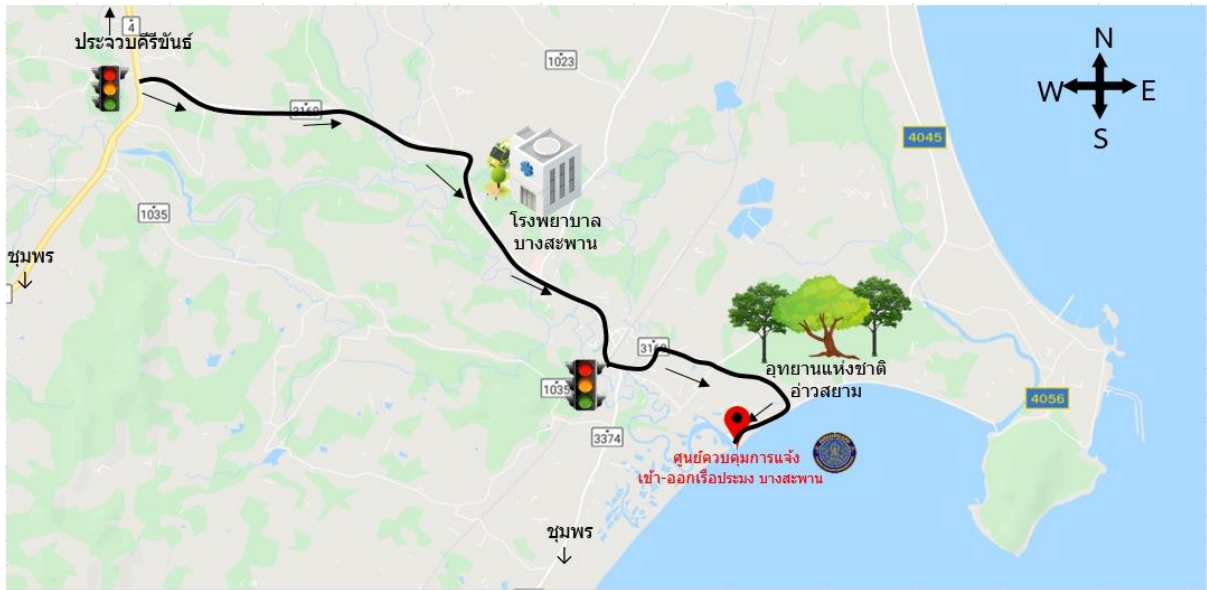 4
ประจวบคีรีขันธ์
N
W
E
S
1023
3169
4045
1035
โรงพยาบาล
บางสะพาน
ชุมพร
3169
อุทยานแห่งชาติ
อ่าวสยาม
1035
4056
3374
ศูนย์ควบคุมการแจ้ง
เข้า-ออกเรือประมง บางสะพาน
ชุมพร